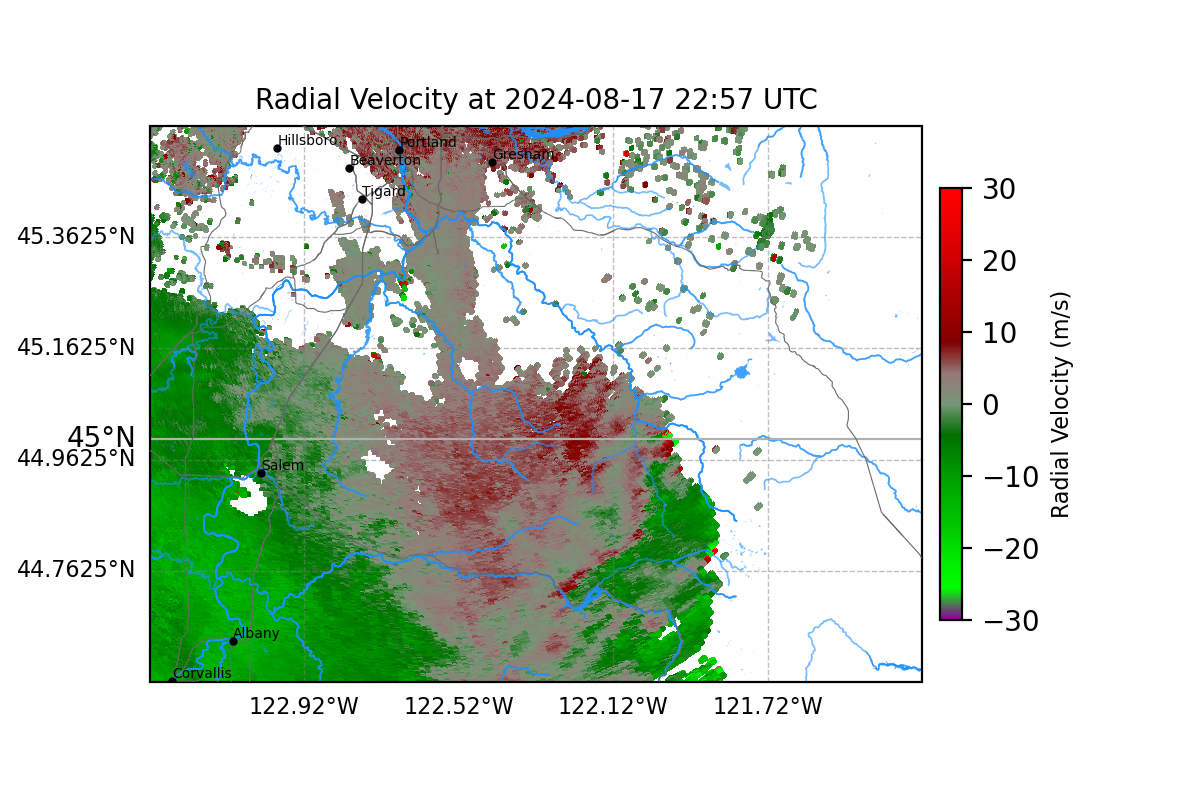 Radial Velocity at 2024-08-17 22:57 UTC
Hillsboro
Portland
Beaverton
Gresham
Tigard
45.3625°N
45.1625°N
45°N
44.9625°N
Salem
44.7625°N
Albany
Corvallis
122.92°W
122.52°W
122.12°W
121.72°W
30
20
10
0
−10
−20
−30
Radial Velocity (m/s)